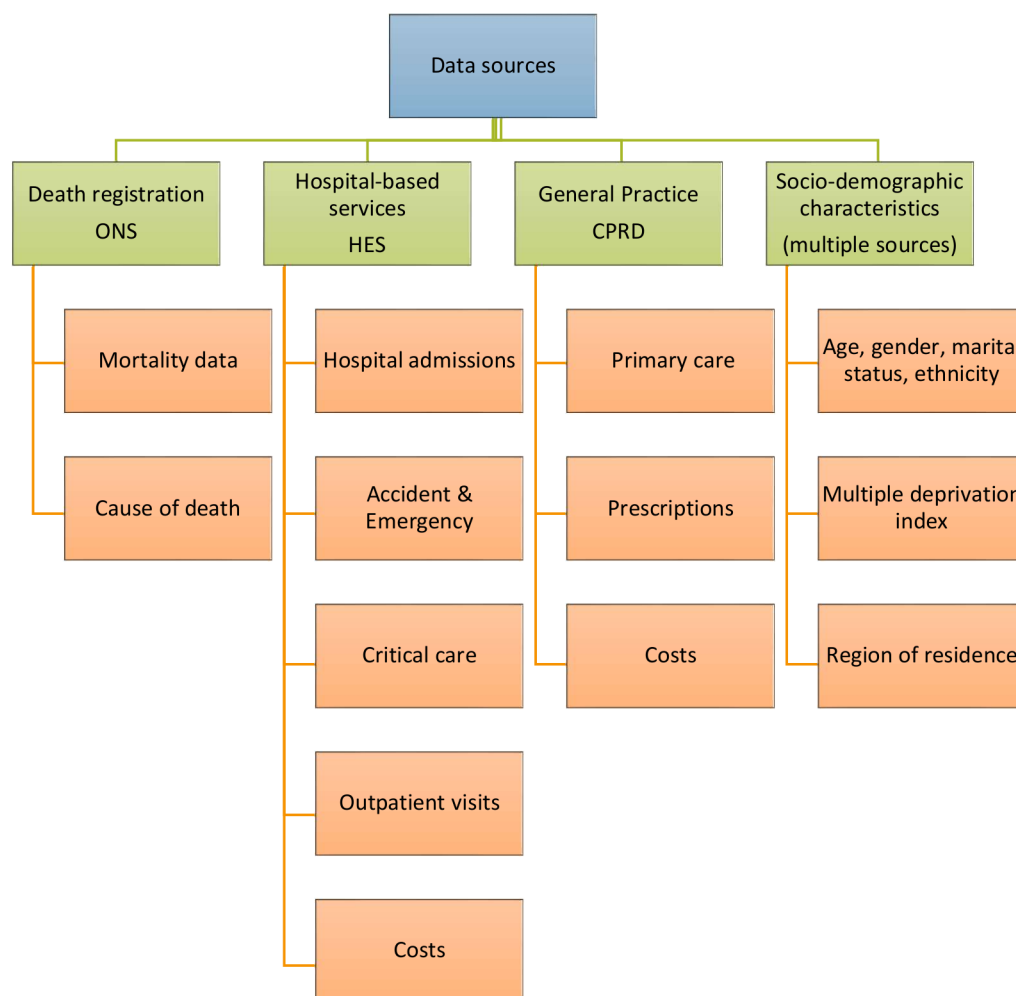 Data sources
Death registration
ONS
Hospital-based
services
HES
General Practice
CPRD
Socio-demographic
characteristics
(multiple sources)
Mortality data
Cause of death
Hospital admissions
Accident &
Emergency
Critical care
Outpatient visits
Costs
Primary care
Prescriptions
Costs
Age, gender, marita
status, ethnicity
Multiple deprivation
index
Region of residence